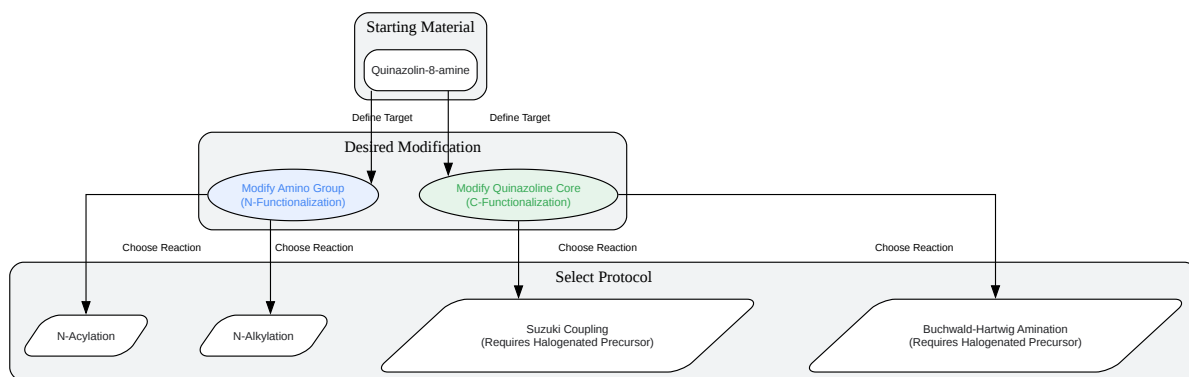 Starting Material
Quinazolin-8-amine
Define Target
Define Target
Desired Modification
Modify Amino Group
(N-Functionalization)
Modify Quinazoline Core
(C-Functionalization)
Choose Reaction
Choose Reaction
Choose Reaction
Choose Reaction
Select Protocol
N-Acylation
N-Alkylation
Suzuki Coupling
(Requires Halogenated Precursor)
Buchwald-Hartwig Amination
(Requires Halogenated Precursor)